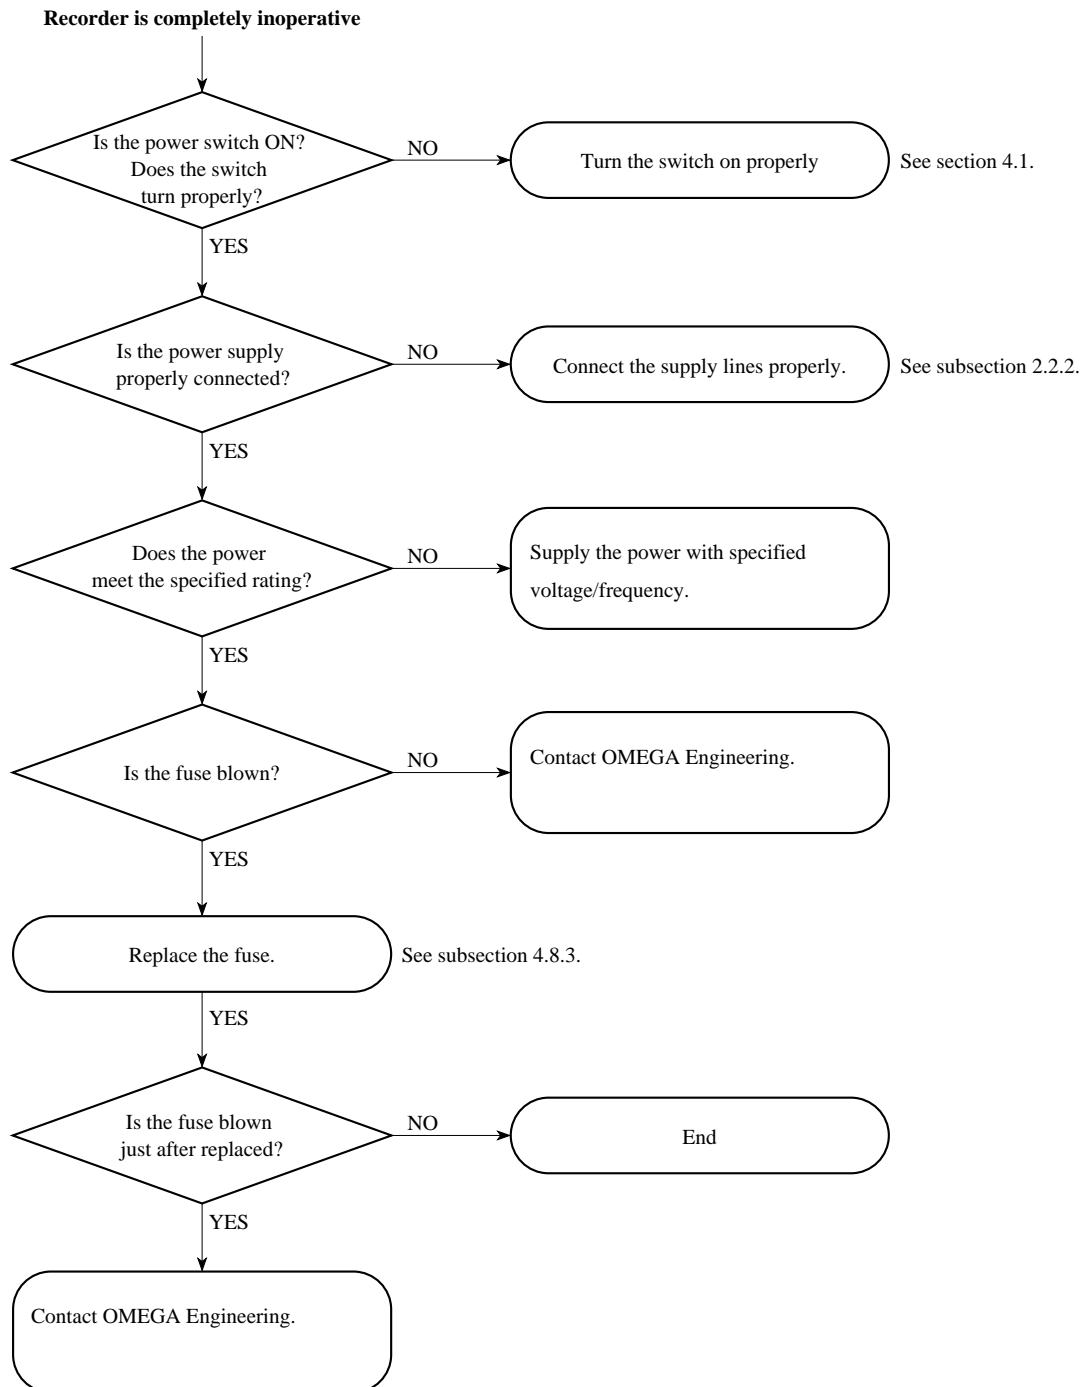 Recorder is completely inoperative
Is the power switch ON?
Does the switch
turn properly?
NO
Turn the switch on properly
See section 4.1.
YES
Is the power supply
properly connected?
NO
Connect the supply lines properly.
See subsection 2.2.2.
YES
Does the power
meet the specified rating?
NO
Supply the power with specified
voltage/frequency.
YES
Is the fuse blown?
NO
Contact OMEGA Engineering.
YES
Replace the fuse.
See subsection 4.8.3.
YES
Is the fuse blown
just after replaced?
NO
End
YES
Contact OMEGA Engineering.